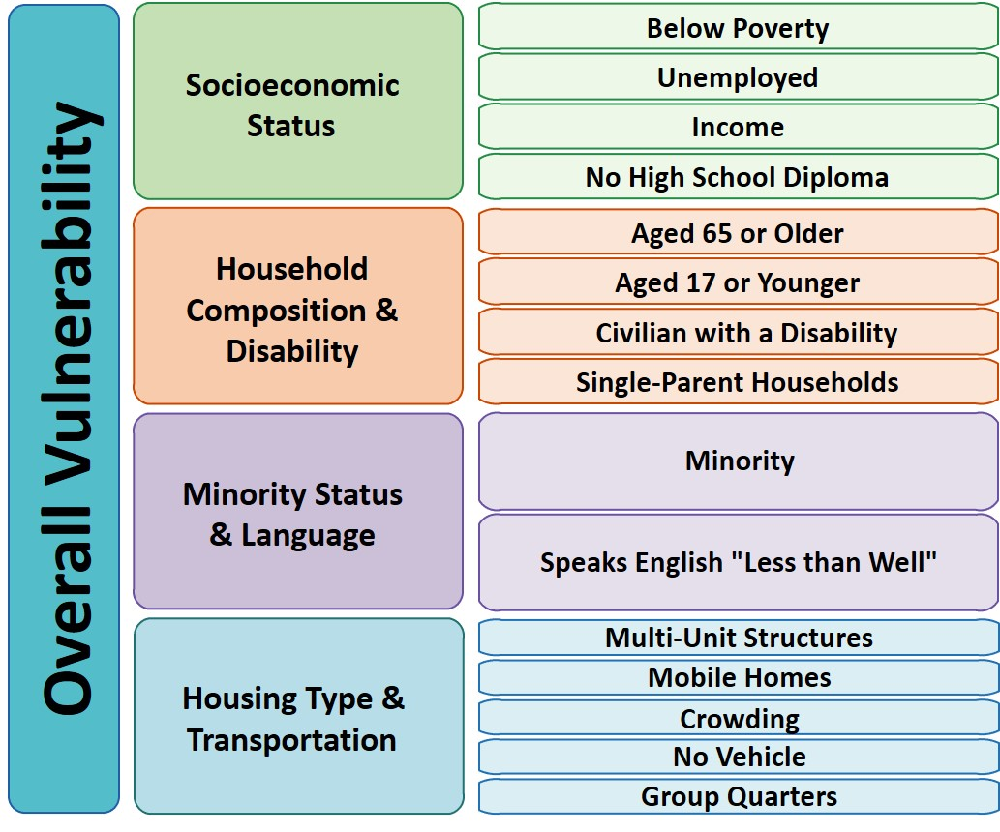 Overall Vulnerability
Socioeconomic
Status
Below Poverty
Unemployed
Income
No High School Diploma
Household
Composition &
Disability
Aged 65 or Older
Aged 17 or Younger
Civilian with a Disability
Single-Parent Households
Minority Status
& Language
Minority
Speaks English "Less than Well"
Housing Type &
Transportation
Multi-Unit Structures
Mobile Homes
Crowding
No Vehicle
Group Quarters